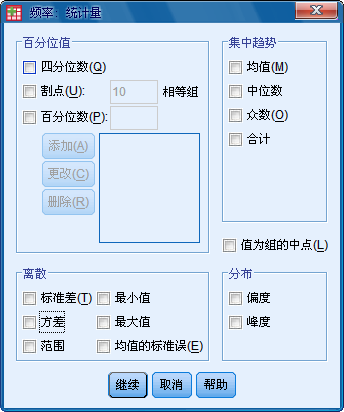 频率: 统计量
百分位值
四分位数(Q)
割点(U): 10 相等组
百分位数(P):
添加(A)
更改(C)
删除(R)
集中趋势
均值(M)
中位数
众数(O)
合计
值为组的中点(L)
离散
标准差(T) 最小值
方差 最大值
范围 均值的标准误(E)
分布
偏度
峰度
继续 取消 帮助